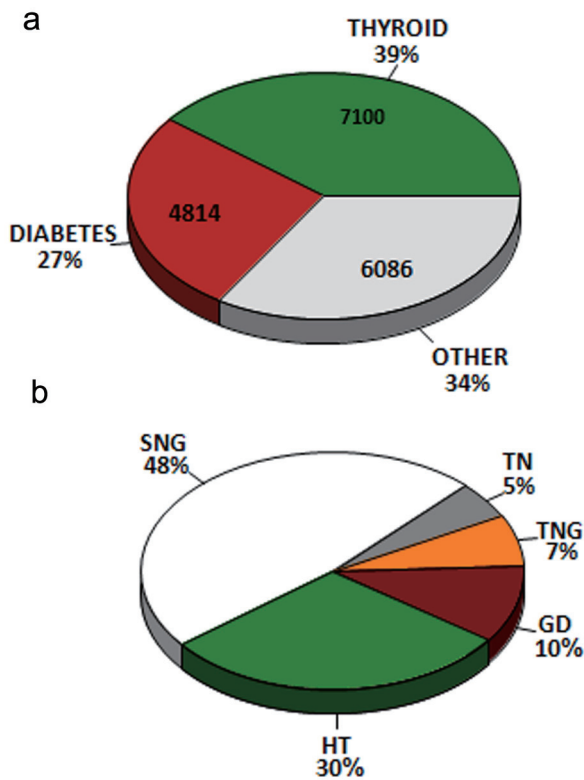 a
THYROID
39%
7100
4814
DIABETES
27%
6086
OTHER
34%
b
SNG
48%
TN
5%
TNG
7%
GD
10%
HT
30%